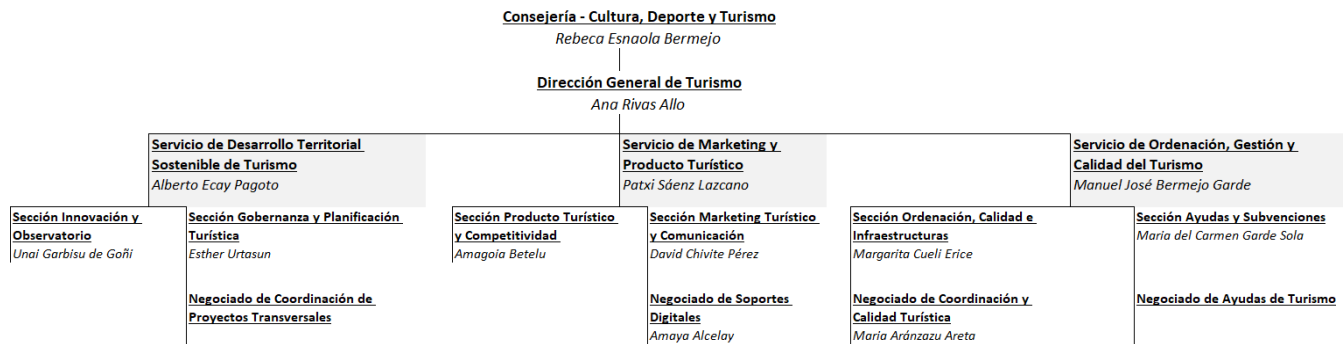 Consejería - Cultura, Deporte y Turismo
Rebeca Esnaola Bermejo
Dirección General de Turismo
Ana Rivas Allo
Servicio de Desarrollo Territorial
Sostenible de Turismo
Alberto Ecay Pagoto
Servicio de Marketing y
Producto Turístico
Patxi Sáenz Lazcano
Servicio de Ordenación, Gestión y
Calidad del Turismo
Manuel José Bermejo Garde
Sección Innovación y
Observatorio
Unai Garbisu de Goñi
Sección Gobernanza y Planificación
Turística
Esther Urtasun
Sección Producto Turístico
y Competitividad
Amagoia Betelu
Sección Marketing Turístico
y Comunicación
David Chivite Pérez
Sección Ordenación, Calidad e
Infraestructuras
Margarita Cueli Erice
Sección Ayudas y Subvenciones
María del Carmen Garde Sola
Negociado de Coordinación de
Proyectos Transversales
Negociado de Soportes
Digitales
Amaya Alcelay
Negociado de Coordinación y
Calidad Turística
Maria Aránzazu Areta
Negociado de Ayudas de Turismo